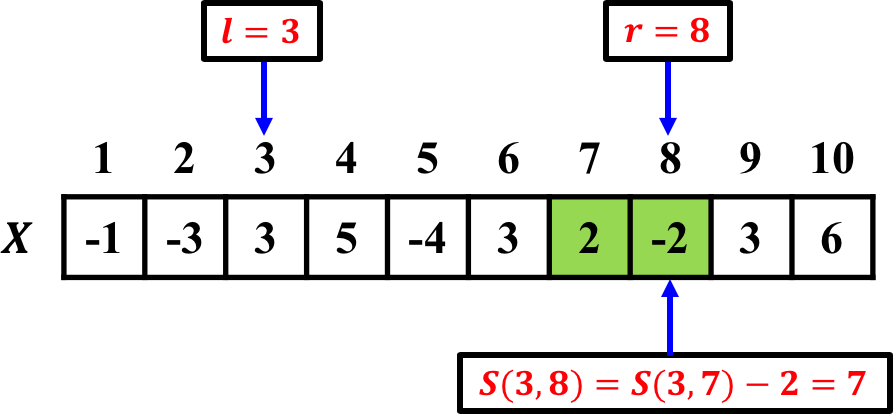 l = 3 r = 8
1 2 3 4 5 6 7 8 9 10
X -1 -3 3 5 -4 3 2 -2 3 6
S(3, 8) = S(3, 7) − 2 = 7